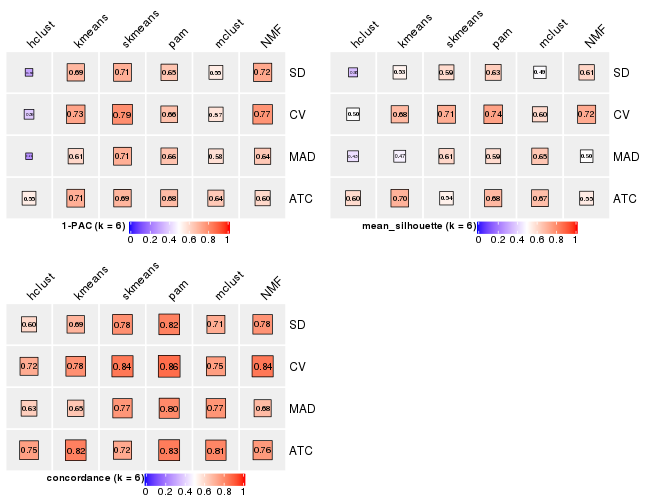 hclust kmeans skmeans pam mclust NMF
0.69 0.71 0.65 0.55 0.72 SD
0.73 0.79 0.66 0.57 0.77 CV
0.61 0.71 0.66 0.58 0.64 MAD
0.55 0.71 0.69 0.68 0.64 0.60 ATC
1-PAC (k = 6)
0 0.2 0.4 0.6 0.8 1
hclust kmeans skmeans pam mclust NMF
0.53 0.59 0.63 0.49 0.61 SD
0.50 0.68 0.71 0.74 0.60 0.72 CV
0.43 0.47 0.61 0.59 0.65 0.50 MAD
0.60 0.70 0.54 0.68 0.67 0.55 ATC
mean_silhouette (k = 6)
0 0.2 0.4 0.6 0.8 1
hclust kmeans skmeans pam mclust NMF
0.60 0.69 0.78 0.82 0.71 0.78 SD
0.72 0.78 0.84 0.86 0.75 0.84 CV
0.63 0.65 0.77 0.80 0.77 0.68 MAD
0.75 0.82 0.72 0.83 0.81 0.76 ATC
concordance (k = 6)
0 0.2 0.4 0.6 0.8 1